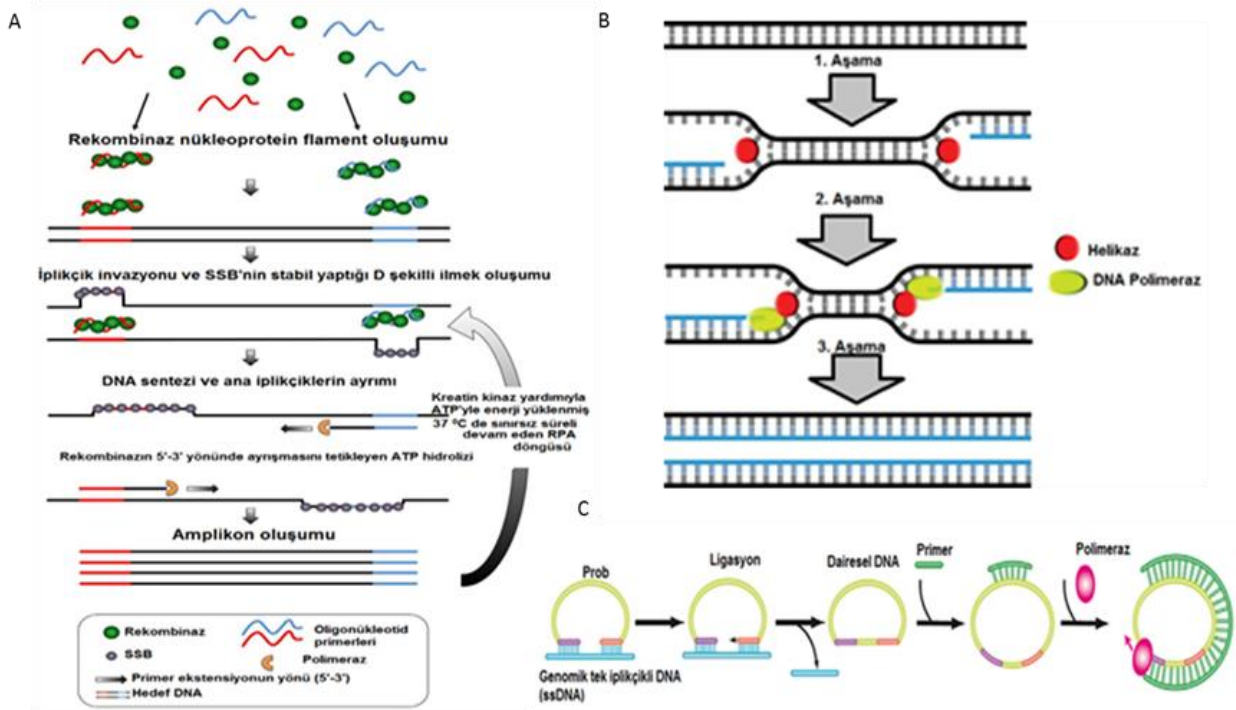 A
Rekombinaz nükleoprotein flament oluşumu
İplikçik invazyonu ve SSB'nin stabil yaptığı D şekilli ilmek oluşumu
DNA sentezi ve ana iplikçiklerin ayrımı
Kreatin kinaz yardımıyla
ATP'yle enerji yüklenmiş
37 ºC de sınırsız süreli
devam eden RPA
döngüsü
Rekombinazın 5'-3' yönünde ayrışmasını tetikleyen ATP hidrolizi
Amplikon oluşumu
Rekombinaz
SSB
Oligonükleotid
primerleri
Polimeraz
Primer ekstensiyonun yönü (5'-3')
Hedef DNA
B
1. Aşama
2. Aşama
Helikaz
DNA Polimeraz
3. Aşama
C
Prob
Ligasyon
Dairesel DNA
Primer
Polimeraz
Genomik tek iplikçikli DNA
(ssDNA)